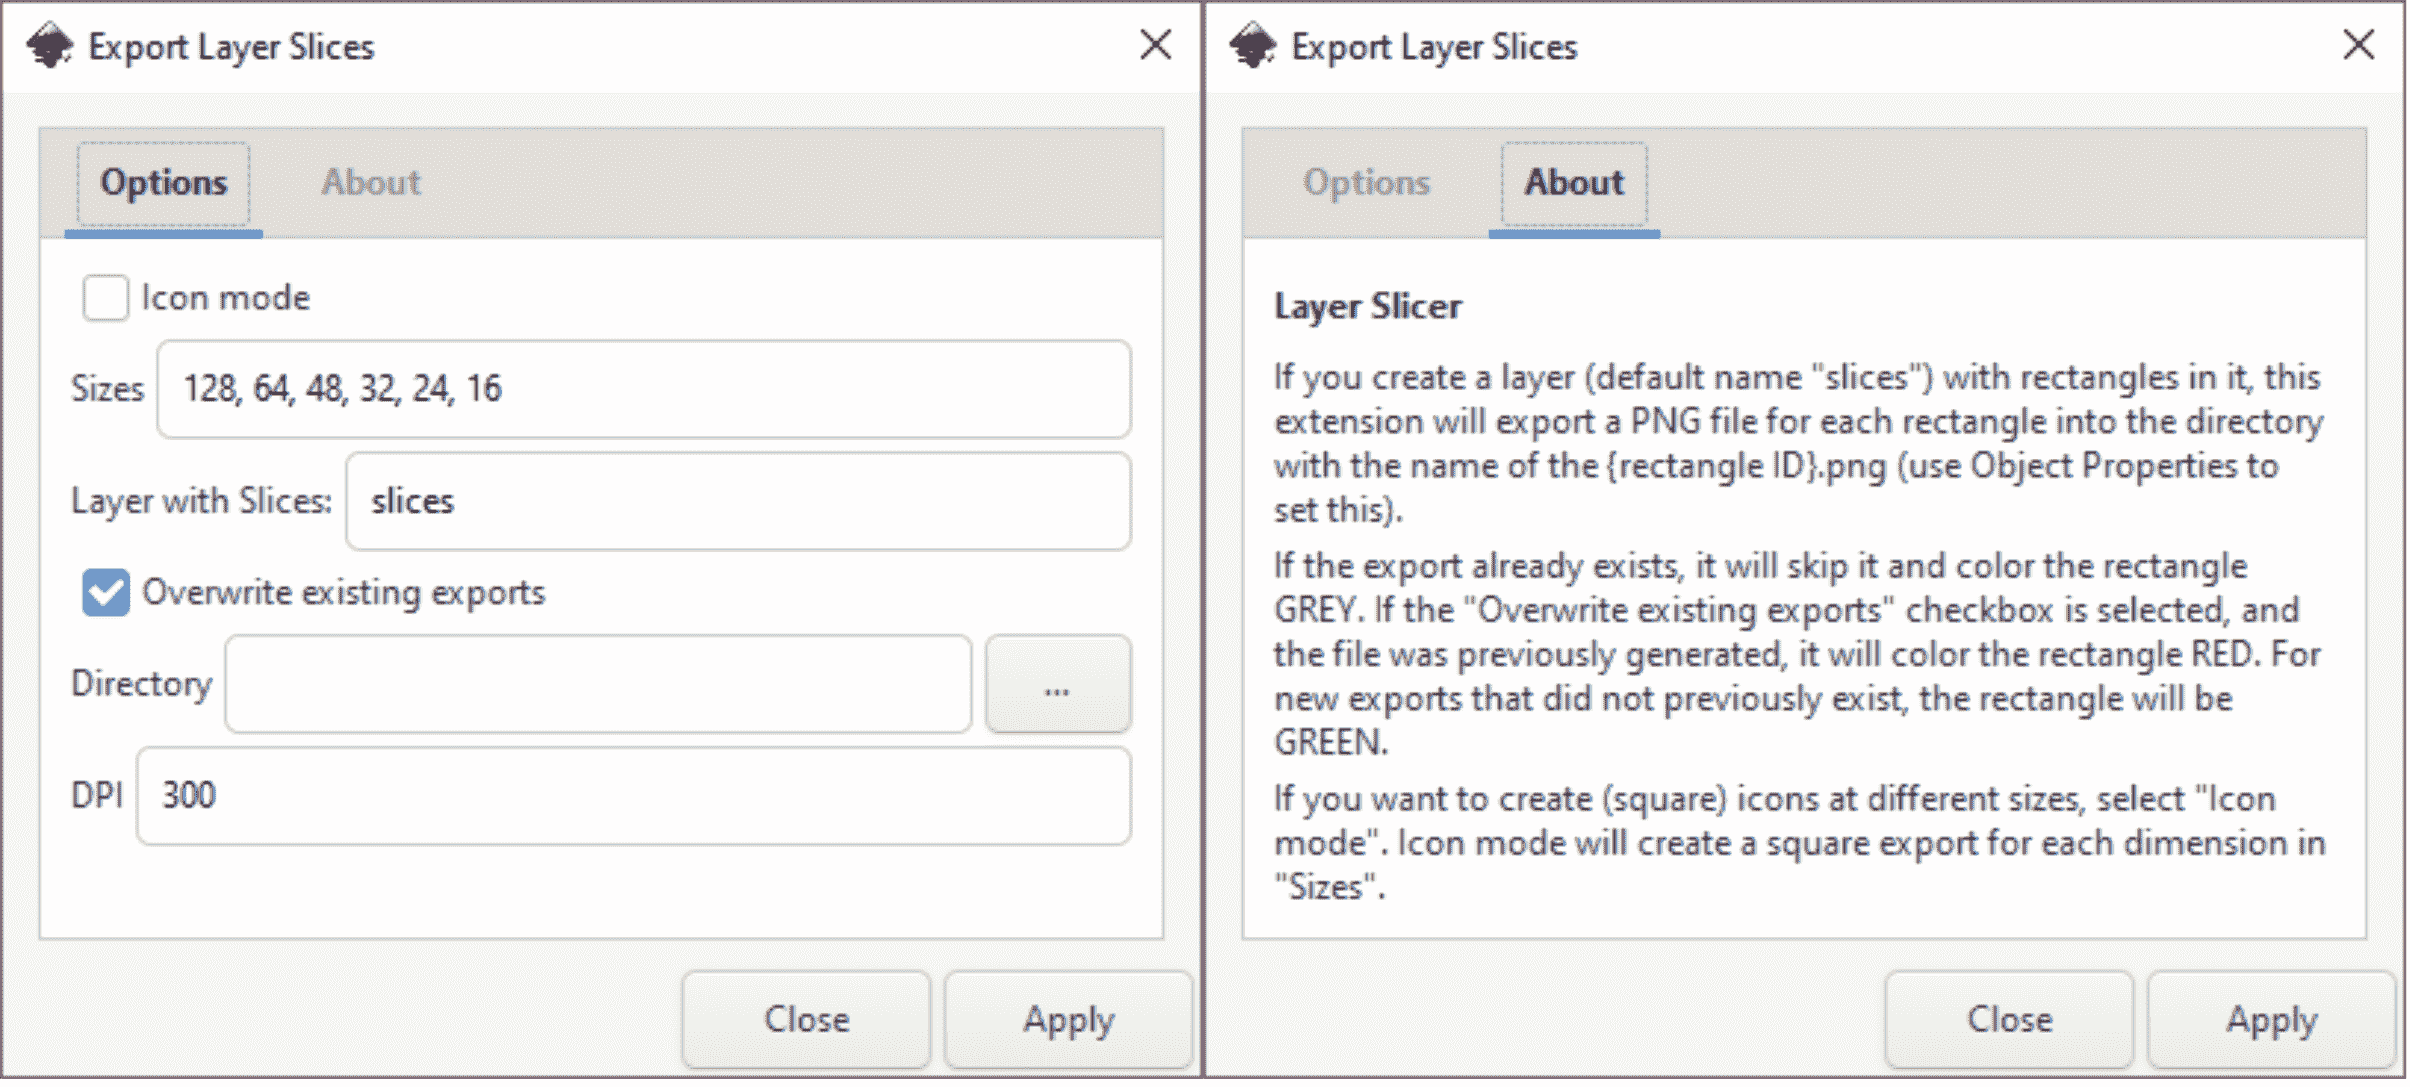 Export Layer Slices
Options About
Icon mode
Sizes 128, 64, 48, 32, 24, 16
Layer with Slices: slices
Overwrite existing exports
Directory ...
DPI 300
Close Apply
Export Layer Slices
Options About
Layer Slicer
If you create a layer (default name "slices") with rectangles in it, this
extension will export a PNG file for each rectangle into the directory
with the name of the {rectangle ID}.png (use Object Properties to
set this).
If the export already exists, it will skip it and color the rectangle
GREY. If the "Overwrite existing exports" checkbox is selected, and
the file was previously generated, it will color the rectangle RED. For
new exports that did not previously exist, the rectangle will be
GREEN.
If you want to create (square) icons at different sizes, select "Icon
mode". Icon mode will create a square export for each dimension in
"Sizes".
Close Apply